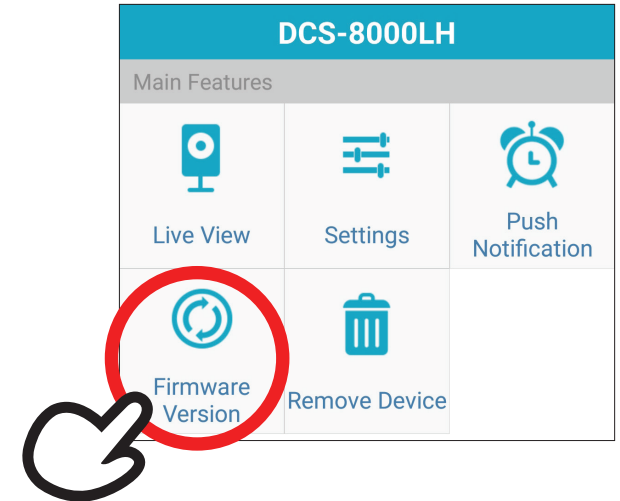 DCS-8000LH
Main Features
Live View
Settings
Push
Notification
Firmware
Version
Remove Device